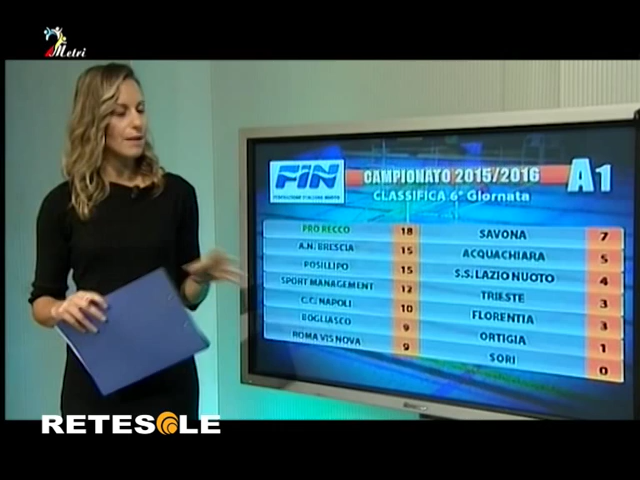 2Metri
FIN
CAMPIONATO 2015/2016
A1
CLASSIFICA 6ª Giornata
PRO RECCO 18
A.N. BRESCIA 15
POSILLIPO 15
SPORT MANAGEMENT 12
C.C. NAPOLI 10
BOGLIASCO 9
ROMA VIS NOVA 9
SAVONA 7
ACQUACHIARA 5
S.S. LAZIO NUOTO 4
TRIESTE 3
FLORENTIA 3
ORTIGIA 1
SORI 0
RETESOLE